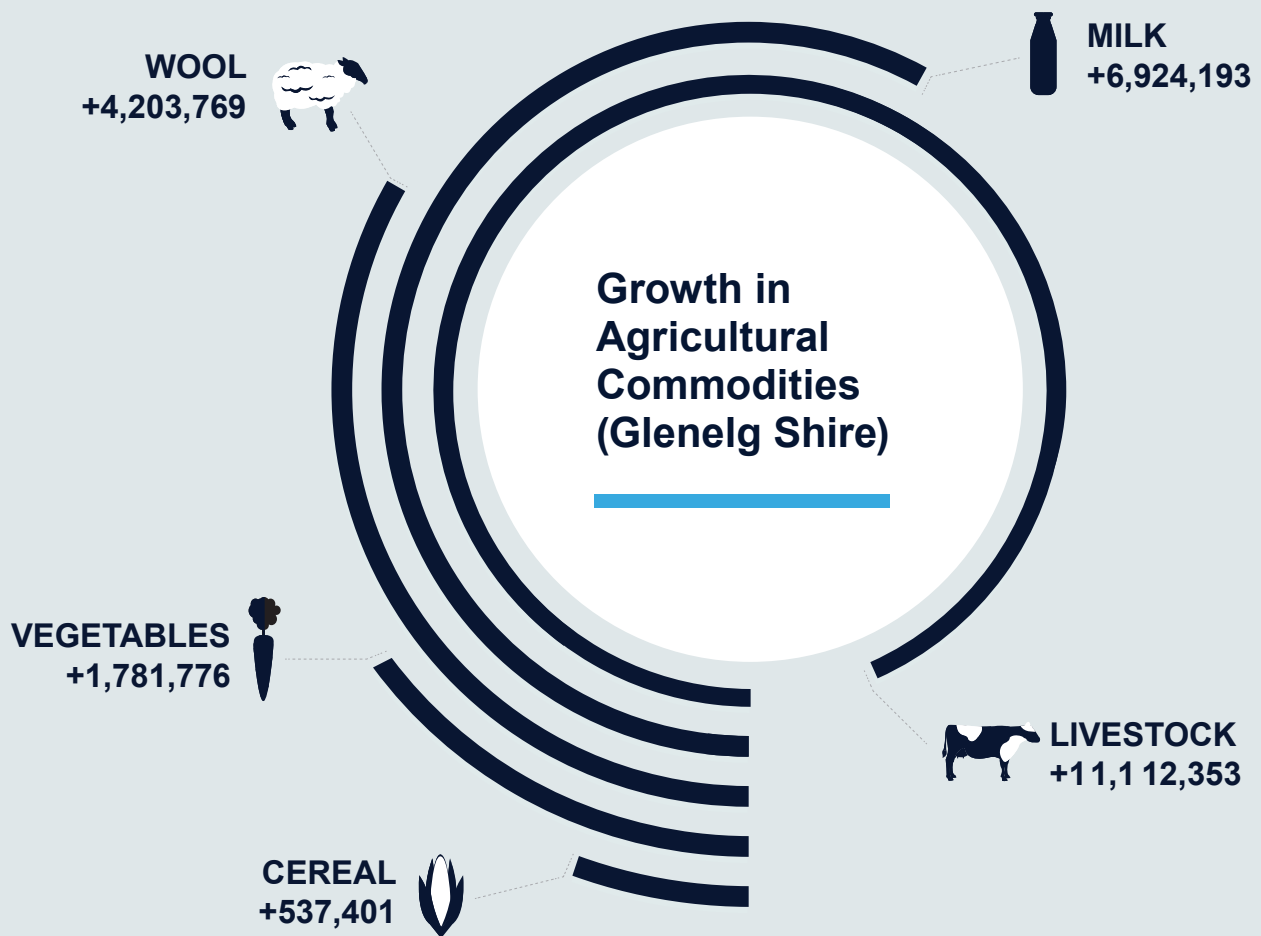 WOOL
+4,203,769
MILK
+6,924,193
Growth in
Agricultural
Commodities
(Glenelg Shire)
VEGETABLES
+1,781,776
LIVESTOCK
+11,112,353
CEREAL
+537,401